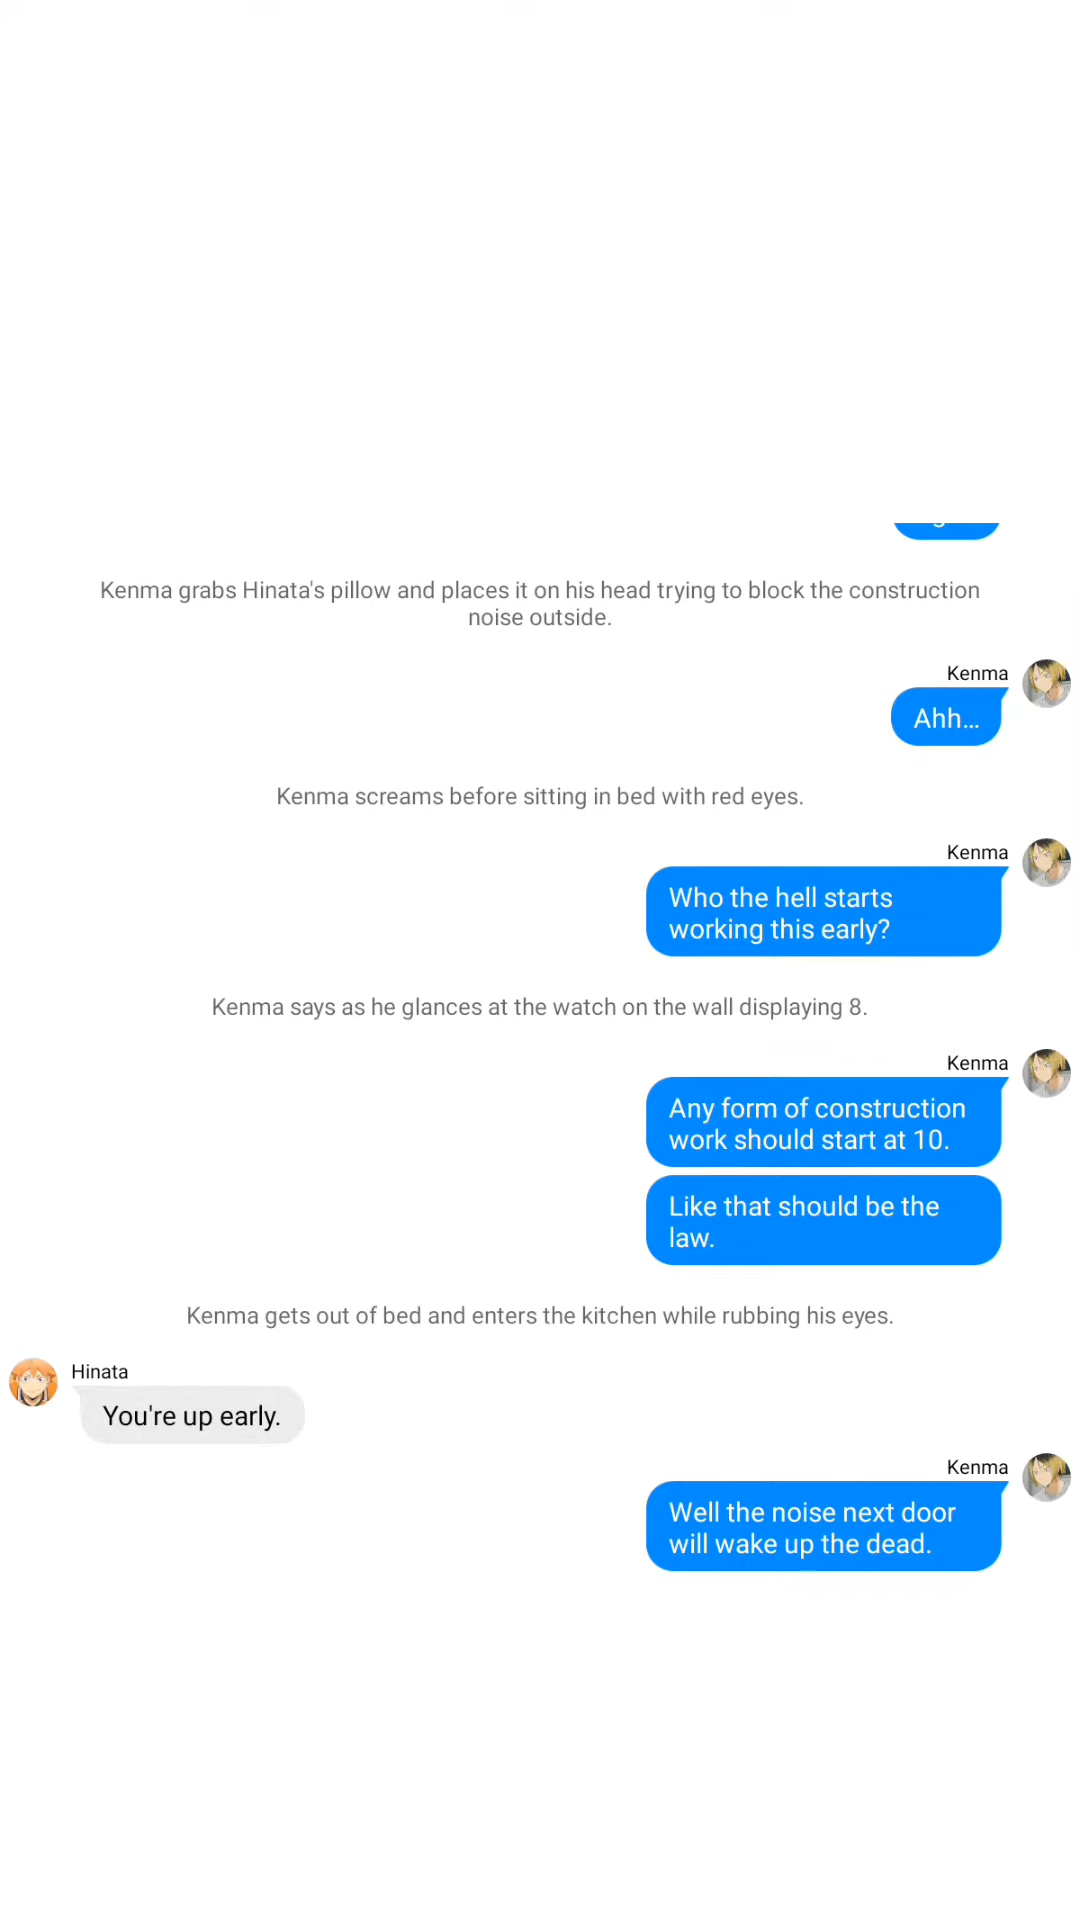 Kenma grabs Hinata's pillow and places it on his head trying to block the construction
noise outside.
Kenma
Ahh...
Kenma screams before sitting in bed with red eyes.
Kenma
Who the hell starts
working this early?
Kenma says as he glances at the watch on the wall displaying 8.
Kenma
Any form of construction
work should start at 10.
Like that should be the
law.
Kenma gets out of bed and enters the kitchen while rubbing his eyes.
Hinata
You're up early.
Kenma
Well the noise next door
will wake up the dead.